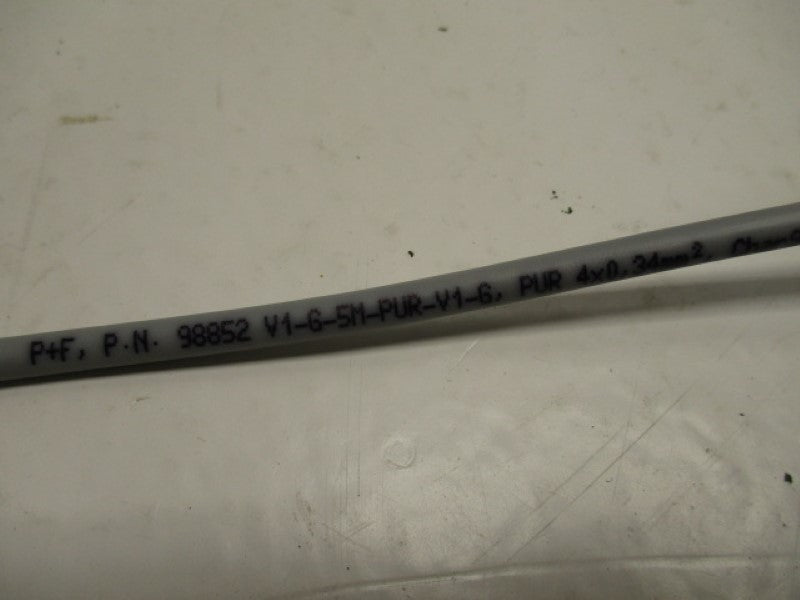 P+F, P.N. 98852 V1-G-5M-PUR-V1-G, PUR 4x0.34mm².